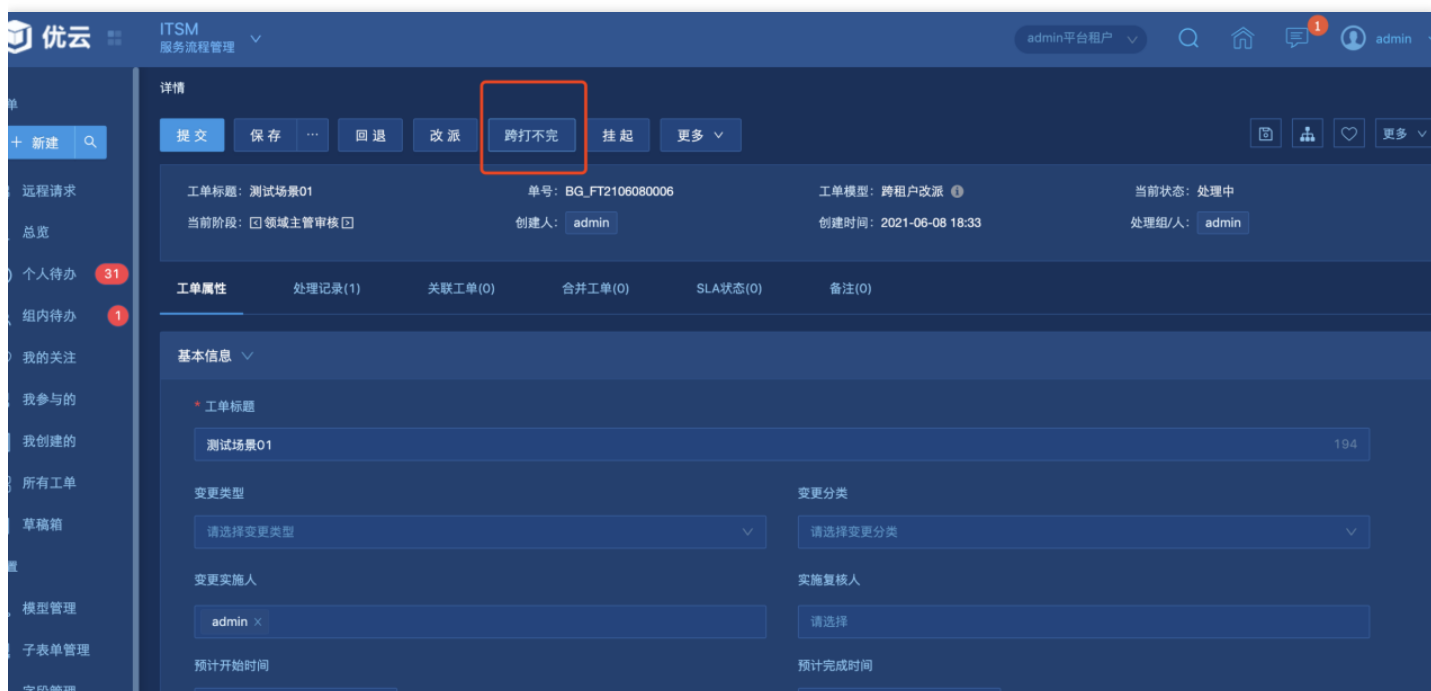 优云
ITSM
服务流程管理
admin平台租户
1
admin
单
+ 新建
远程请求
总览
个人待办 31
组内待办 1
我的关注
我参与的
我创建的
所有工单
草稿箱
置
模型管理
子表单管理
字段管理
详情
提交
保存 ···
回退
改派
跨打不完
挂起
更多
更多
工单标题: 测试场景01
单号: BG_FT2106080006
工单模型: 跨租户改派
当前状态: 处理中
当前阶段: 领域主管审核
创建人: admin
创建时间: 2021-06-08 18:33
处理组/人: admin
工单属性
处理记录(1)
关联工单(0)
合并工单(0)
SLA状态(0)
备注(0)
基本信息
* 工单标题
测试场景01
194
变更类型
变更分类
请选择变更类型
请选择变更分类
变更实施人
实施复核人
admin ×
请选择
预计开始时间
预计完成时间